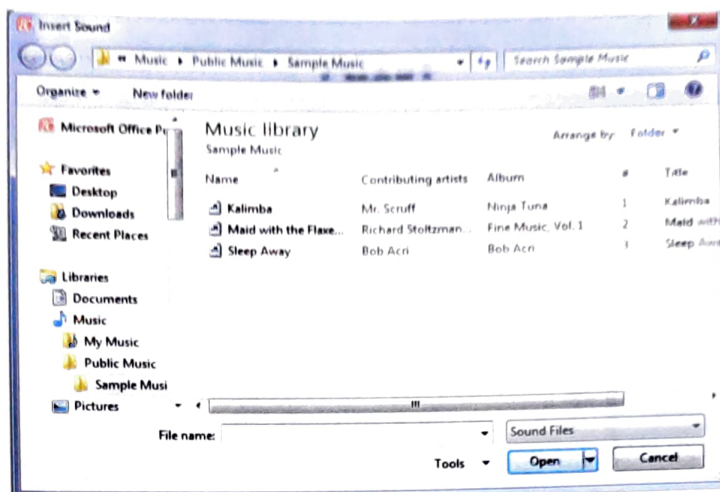 Insert Sound
« Music ▸ Public Music ▸ Sample Music
Search Sample Music
Organize
New folder
Microsoft Office P
Music library
Sample Music
Arrange by: Folder
Favorites
Desktop
Downloads
Recent Places
Name Contributing artists Album # Title
Kalimba Mr. Scruff Ninja Tuna 1 Kalimba
Maid with the Flaxe... Richard Stoltzman... Fine Music, Vol. 1 2 Maid with
Sleep Away Bob Acri Bob Acri 3 Sleep Awa
Libraries
Documents
Music
My Music
Public Music
Sample Musi
Pictures
File name: Sound Files
Tools Open Cancel